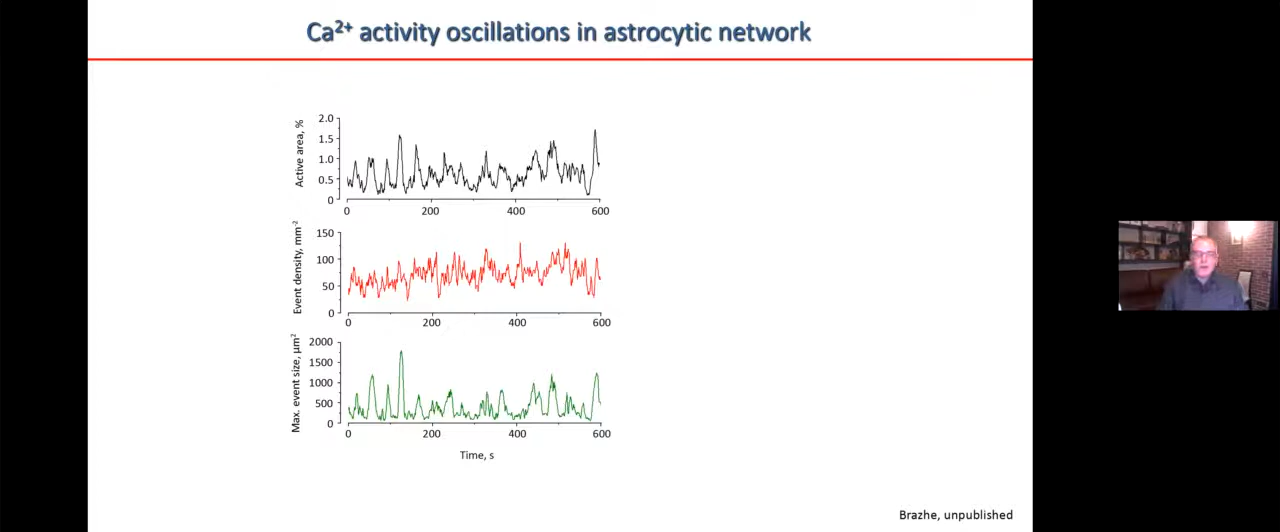 Ca²⁺ activity oscillations in astrocytic network
Active area, %
2.0
1.5
1.0
0.5
0
0 200 400 600
Event density, mm⁻²
150
100
50
0
0 200 400 600
Max. event size, µm²
2000
1500
1000
500
0
0 200 400 600
Time, s
Brazhe, unpublished